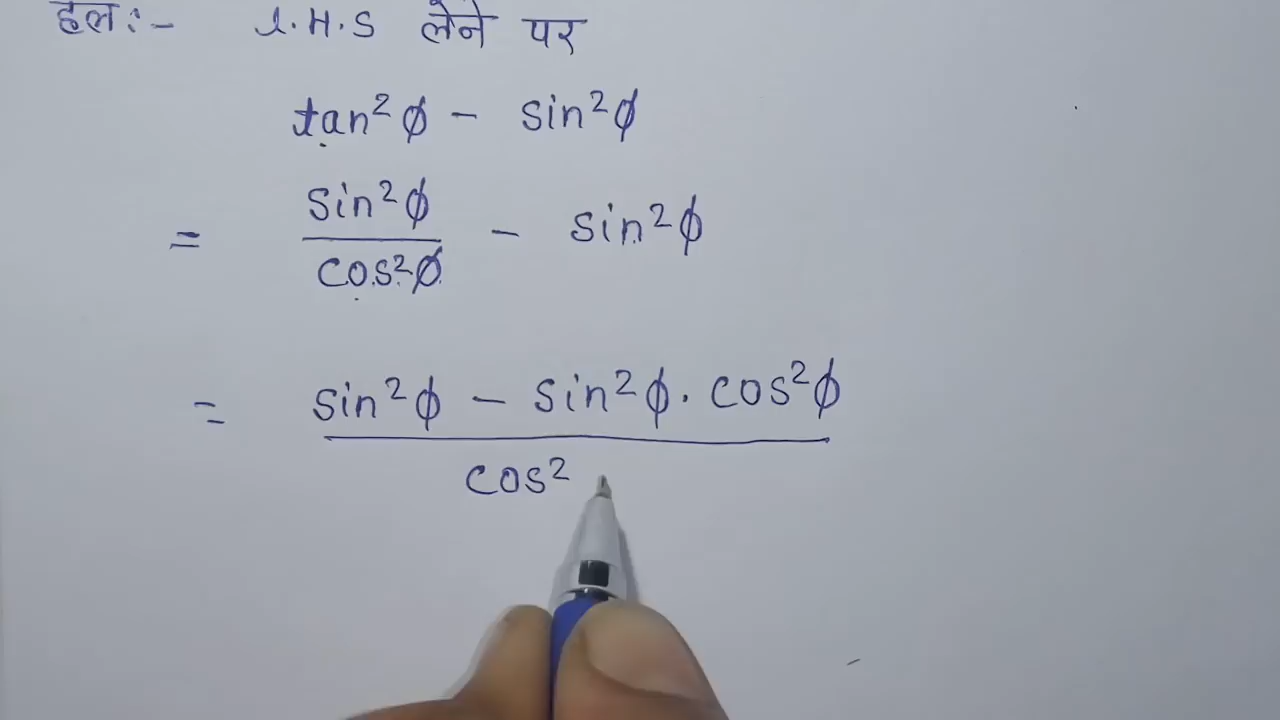 हल:- L.H.S लेने पर
tan²ϕ - sin²ϕ
= sin²ϕ/cos²ϕ - sin²ϕ
= sin²ϕ - sin²ϕ · cos²ϕ/cos²